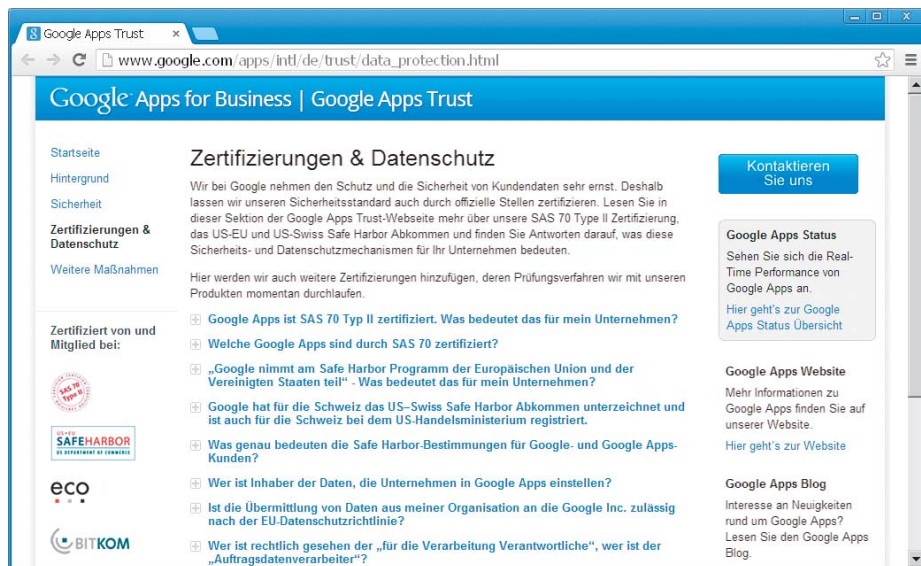 Google Apps Trust
www.google.com/apps/intl/de/trust/data_protection.html
Google Apps for Business | Google Apps Trust
Startseite
Hintergrund
Sicherheit
Zertifizierungen &
Datenschutz
Weitere Maßnahmen
Zertifiziert von und
Mitglied bei:
SAS 70
Type II
US-EU
SAFEHARBOR
US DEPARTMENT OF COMMERCE
eco
BITKOM
Zertifizierungen & Datenschutz
Wir bei Google nehmen den Schutz und die Sicherheit von Kundendaten sehr ernst. Deshalb
lassen wir unseren Sicherheitsstandard auch durch offizielle Stellen zertifizieren. Lesen Sie in
dieser Sektion der Google Apps Trust-Webseite mehr über unsere SAS 70 Type II Zertifizierung,
das US-EU und US-Swiss Safe Harbor Abkommen und finden Sie Antworten darauf, was diese
Sicherheits- und Datenschutzmechanismen für Ihr Unternehmen bedeuten.
Hier werden wir auch weitere Zertifizierungen hinzufügen, deren Prüfungsverfahren wir mit unseren
Produkten momentan durchlaufen.
Google Apps ist SAS 70 Typ II zertifiziert. Was bedeutet das für mein Unternehmen?
Welche Google Apps sind durch SAS 70 zertifiziert?
„Google nimmt am Safe Harbor Programm der Europäischen Union und der
Vereinigten Staaten teil" - Was bedeutet das für mein Unternehmen?
Google hat für die Schweiz das US–Swiss Safe Harbor Abkommen unterzeichnet und
ist auch für die Schweiz bei dem US-Handelsministerium registriert.
Was genau bedeuten die Safe Harbor-Bestimmungen für Google- und Google Apps-
Kunden?
Wer ist Inhaber der Daten, die Unternehmen in Google Apps einstellen?
Ist die Übermittlung von Daten aus meiner Organisation an die Google Inc. zulässig
nach der EU-Datenschutzrichtlinie?
Wer ist rechtlich gesehen der „für die Verarbeitung Verantwortliche", wer ist der
„Auftragsdatenverarbeiter"?
Kontaktieren
Sie uns
Google Apps Status
Sehen Sie sich die Real-
Time Performance von
Google Apps an.
Hier geht's zur Google
Apps Status Übersicht
Google Apps Website
Mehr Informationen zu
Google Apps finden Sie auf
unserer Website.
Hier geht's zur Website
Google Apps Blog
Interesse an Neuigkeiten
rund um Google Apps?
Lesen Sie den Google Apps
Blog.